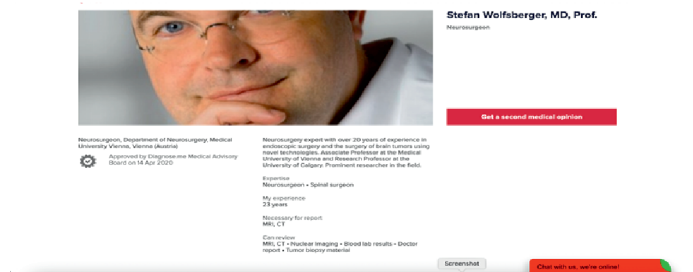 Stefan Wolfsberger, MD, Prof.
Neurosurgeon
Get a second medical opinion
Neurosurgeon, Department of Neurosurgery, Medical
University Vienna, Vienna (Austria)
Approved by Diagnose.me Medical Advisory
Board on 14 Apr 2020
Neurosurgery expert with over 20 years of experience in
endoscopic surgery and the surgery of brain tumors using
novel technologies. Associate Professor at the Medical
University of Vienna and Research Professor at the
University of Calgary. Prominent researcher in the field.
Expertise
Neurosurgeon • Spinal surgeon
My experience
23 years
Necessary for report
MRI, CT
Can review
MRI, CT • Nuclear Imaging • Blood lab results • Doctor
report • Tumor biopsy material
Screenshot
Chat with us, we're online!